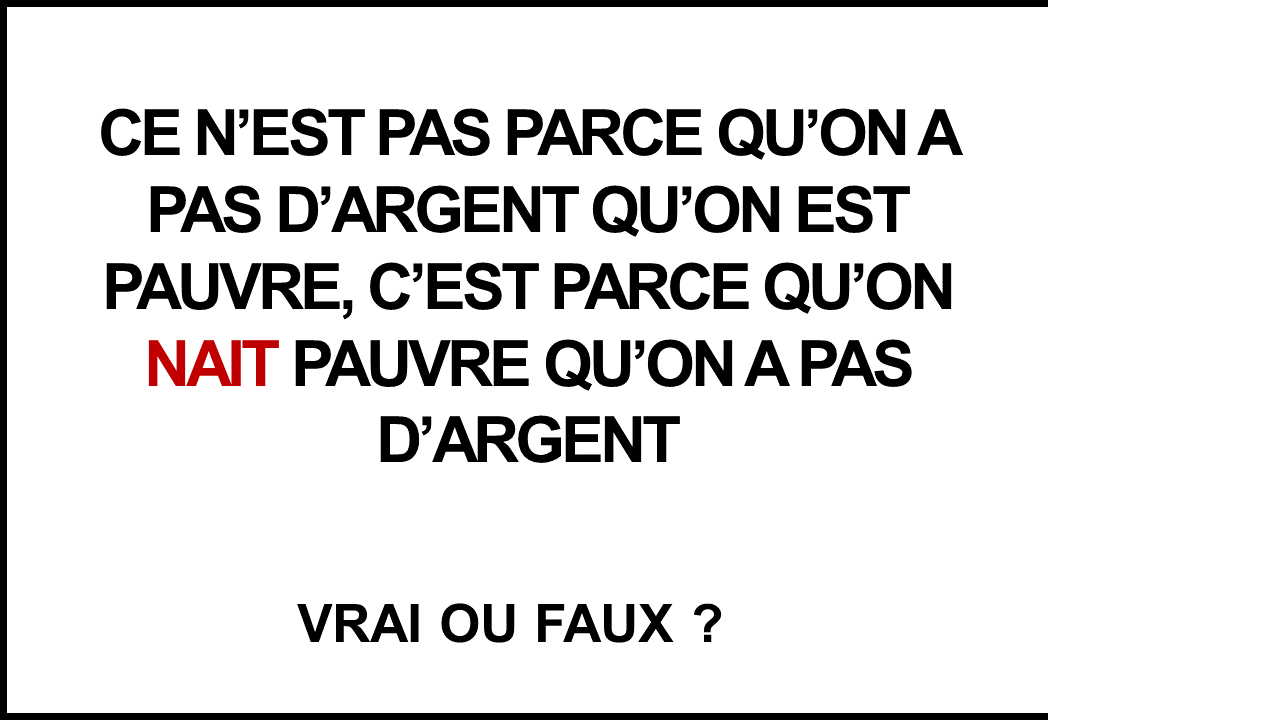 CE N’EST PAS PARCE QU’ON A
PAS D’ARGENT QU’ON EST
PAUVRE, C’EST PARCE QU’ON
NAIT PAUVRE QU’ON A PAS
D’ARGENT
VRAI OU FAUX ?